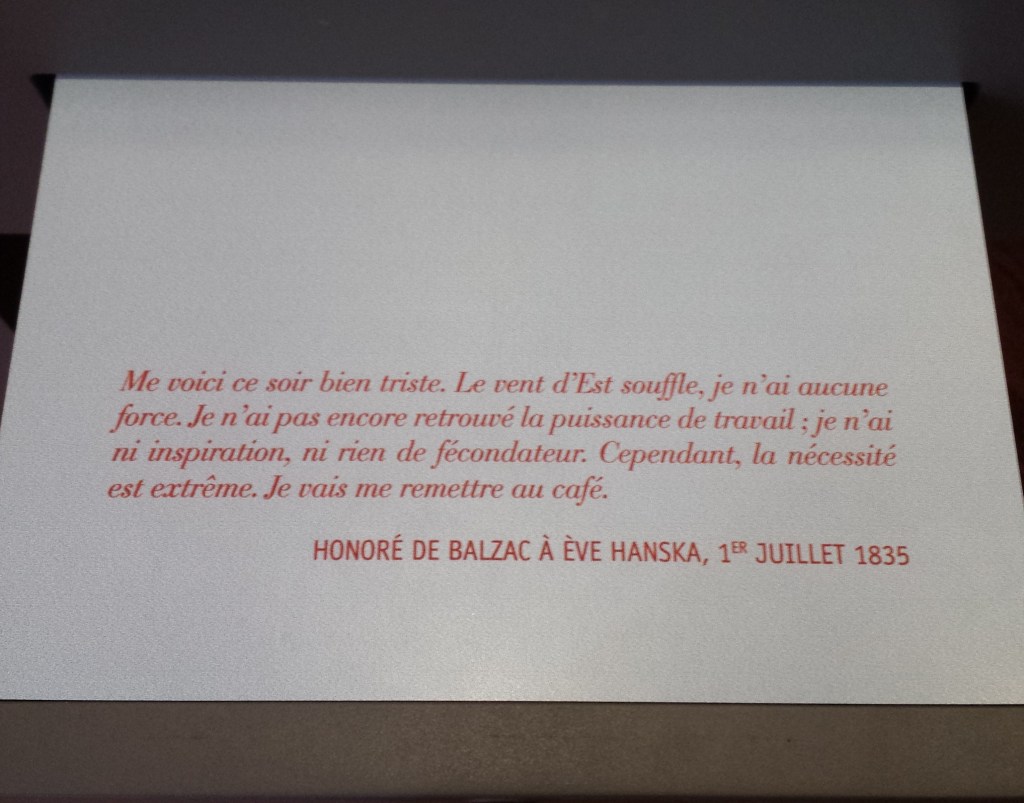 Me voici ce soir bien triste. Le vent d'Est souffle, je n'ai aucune
force. Je n'ai pas encore retrouvé la puissance de travail ; je n'ai
ni inspiration, ni rien de fécondateur. Cependant, la nécessité
est extrême. Je vais me remettre au café.
HONORÉ DE BALZAC À ÈVE HANSKA, 1ER JUILLET 1835